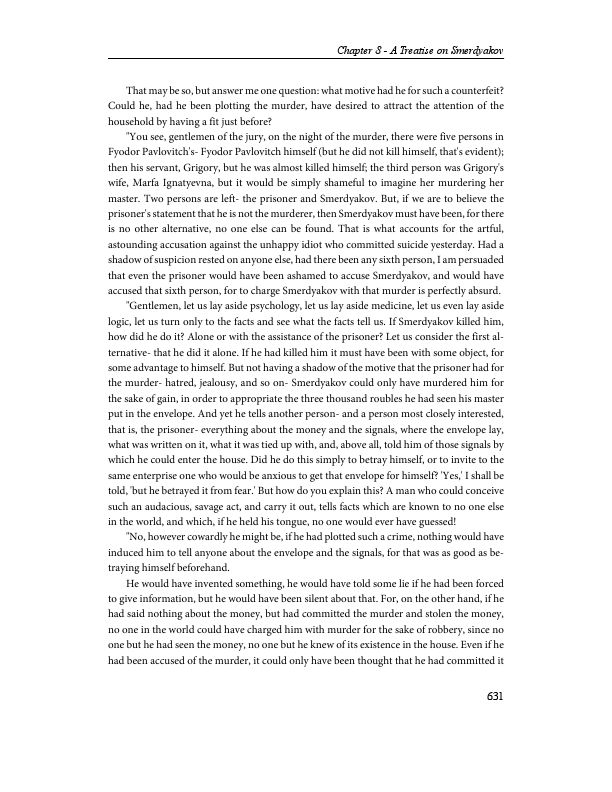 Chapter 8 - A Treatise on Smerdyakov
That may be so, but answer me one question: what motive had he for such a counterfeit?
Could he, had he been plotting the murder, have desired to attract the attention of the
household by having a fit just before?
"You see, gentlemen of the jury, on the night of the murder, there were five persons in
Fyodor Pavlovitch's- Fyodor Pavlovitch himself (but he did not kill himself, that's evident);
then his servant, Grigory, but he was almost killed himself; the third person was Grigory's
wife, Marfa Ignatyevna, but it would be simply shameful to imagine her murdering her
master. Two persons are left- the prisoner and Smerdyakov. But, if we are to believe the
prisoner's statement that he is not the murderer, then Smerdyakov must have been, for there
is no other alternative, no one else can be found. That is what accounts for the artful,
astounding accusation against the unhappy idiot who committed suicide yesterday. Had a
shadow of suspicion rested on anyone else, had there been any sixth person, I am persuaded
that even the prisoner would have been ashamed to accuse Smerdyakov, and would have
accused that sixth person, for to charge Smerdyakov with that murder is perfectly absurd.
"Gentlemen, let us lay aside psychology, let us lay aside medicine, let us even lay aside
logic, let us turn only to the facts and see what the facts tell us. If Smerdyakov killed him,
how did he do it? Alone or with the assistance of the prisoner? Let us consider the first al-
ternative- that he did it alone. If he had killed him it must have been with some object, for
some advantage to himself. But not having a shadow of the motive that the prisoner had for
the murder- hatred, jealousy, and so on- Smerdyakov could only have murdered him for
the sake of gain, in order to appropriate the three thousand roubles he had seen his master
put in the envelope. And yet he tells another person- and a person most closely interested,
that is, the prisoner- everything about the money and the signals, where the envelope lay,
what was written on it, what it was tied up with, and, above all, told him of those signals by
which he could enter the house. Did he do this simply to betray himself, or to invite to the
same enterprise one who would be anxious to get that envelope for himself? 'Yes,' I shall be
told, 'but he betrayed it from fear.' But how do you explain this? A man who could conceive
such an audacious, savage act, and carry it out, tells facts which are known to no one else
in the world, and which, if he held his tongue, no one would ever have guessed!
"No, however cowardly he might be, if he had plotted such a crime, nothing would have
induced him to tell anyone about the envelope and the signals, for that was as good as be-
traying himself beforehand.
He would have invented something, he would have told some lie if he had been forced
to give information, but he would have been silent about that. For, on the other hand, if he
had said nothing about the money, but had committed the murder and stolen the money,
no one in the world could have charged him with murder for the sake of robbery, since no
one but he had seen the money, no one but he knew of its existence in the house. Even if he
had been accused of the murder, it could only have been thought that he had committed it
631